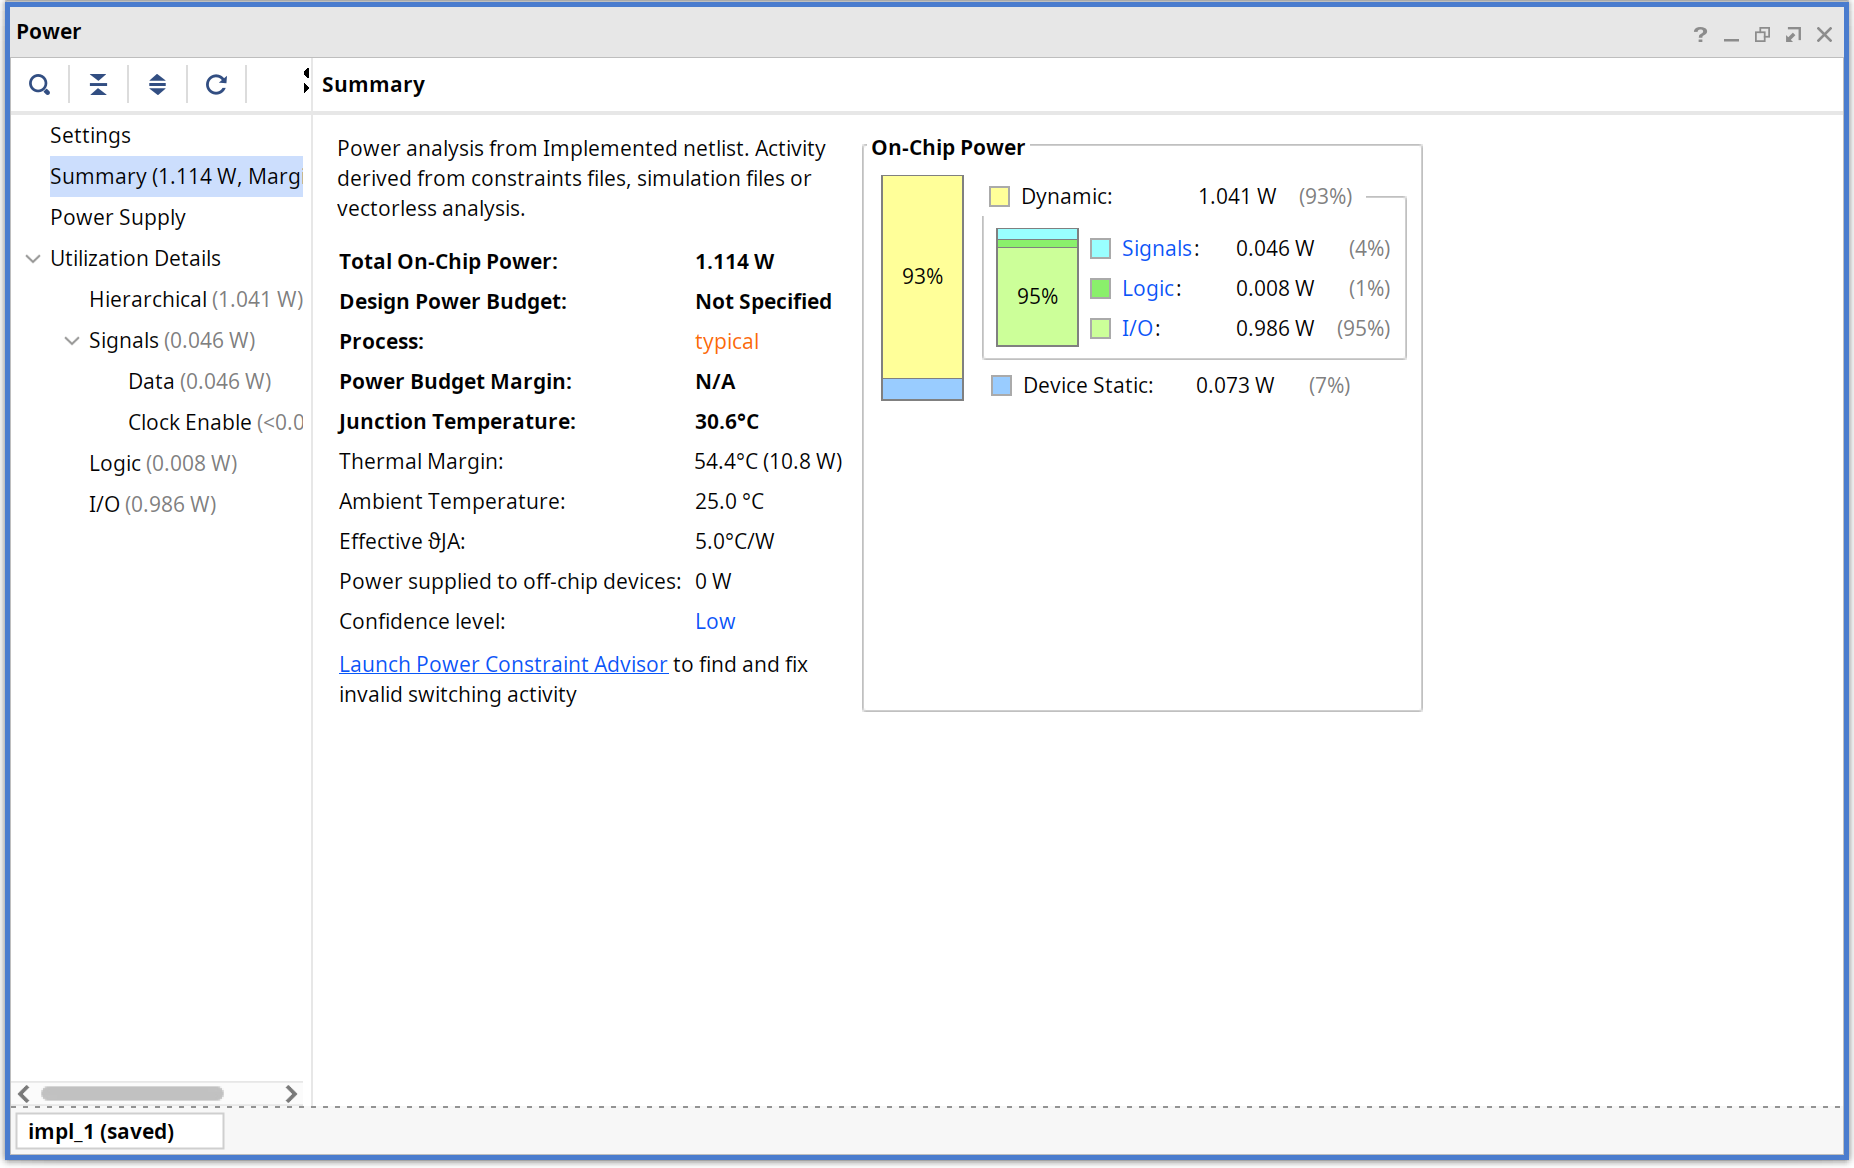 Power
Summary
Settings
Summary (1.114 W, Margi
Power Supply
Utilization Details
Hierarchical (1.041 W)
Signals (0.046 W)
Data (0.046 W)
Clock Enable (<0.0
Logic (0.008 W)
I/O (0.986 W)
Power analysis from Implemented netlist. Activity
derived from constraints files, simulation files or
vectorless analysis.
Total On-Chip Power: 1.114 W
Design Power Budget: Not Specified
Process: typical
Power Budget Margin: N/A
Junction Temperature: 30.6°C
Thermal Margin: 54.4°C (10.8 W)
Ambient Temperature: 25.0 °C
Effective ϑJA: 5.0°C/W
Power supplied to off-chip devices: 0 W
Confidence level: Low
Launch Power Constraint Advisor to find and fix
invalid switching activity
On-Chip Power
93%
Dynamic: 1.041 W (93%)
95%
Signals: 0.046 W (4%)
Logic: 0.008 W (1%)
I/O: 0.986 W (95%)
Device Static: 0.073 W (7%)
impl_1 (saved)